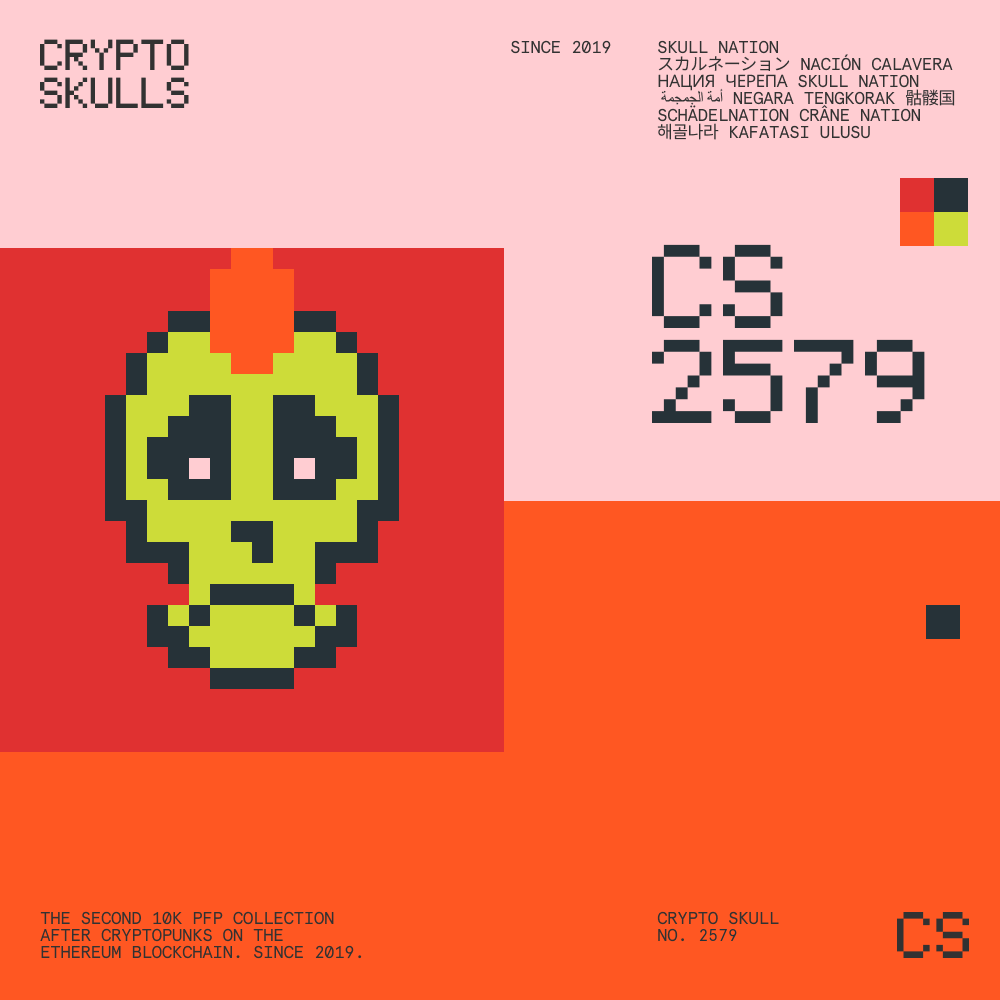 CRYPTO
SKULLS
SINCE 2019
SKULL NATION
スカルネーション NACIÓN CALAVERA
НАЦИЯ ЧЕРЕПА SKULL NATION
أمة الجمجمة NEGARA TENGKORAK 骷髅国
SCHÄDELNATION CRÂNE NATION
해골나라 KAFATASI ULUSU
CS
2579
THE SECOND 10K PFP COLLECTION
AFTER CRYPTOPUNKS ON THE
ETHEREUM BLOCKCHAIN. SINCE 2019.
CRYPTO SKULL
NO. 2579
CS